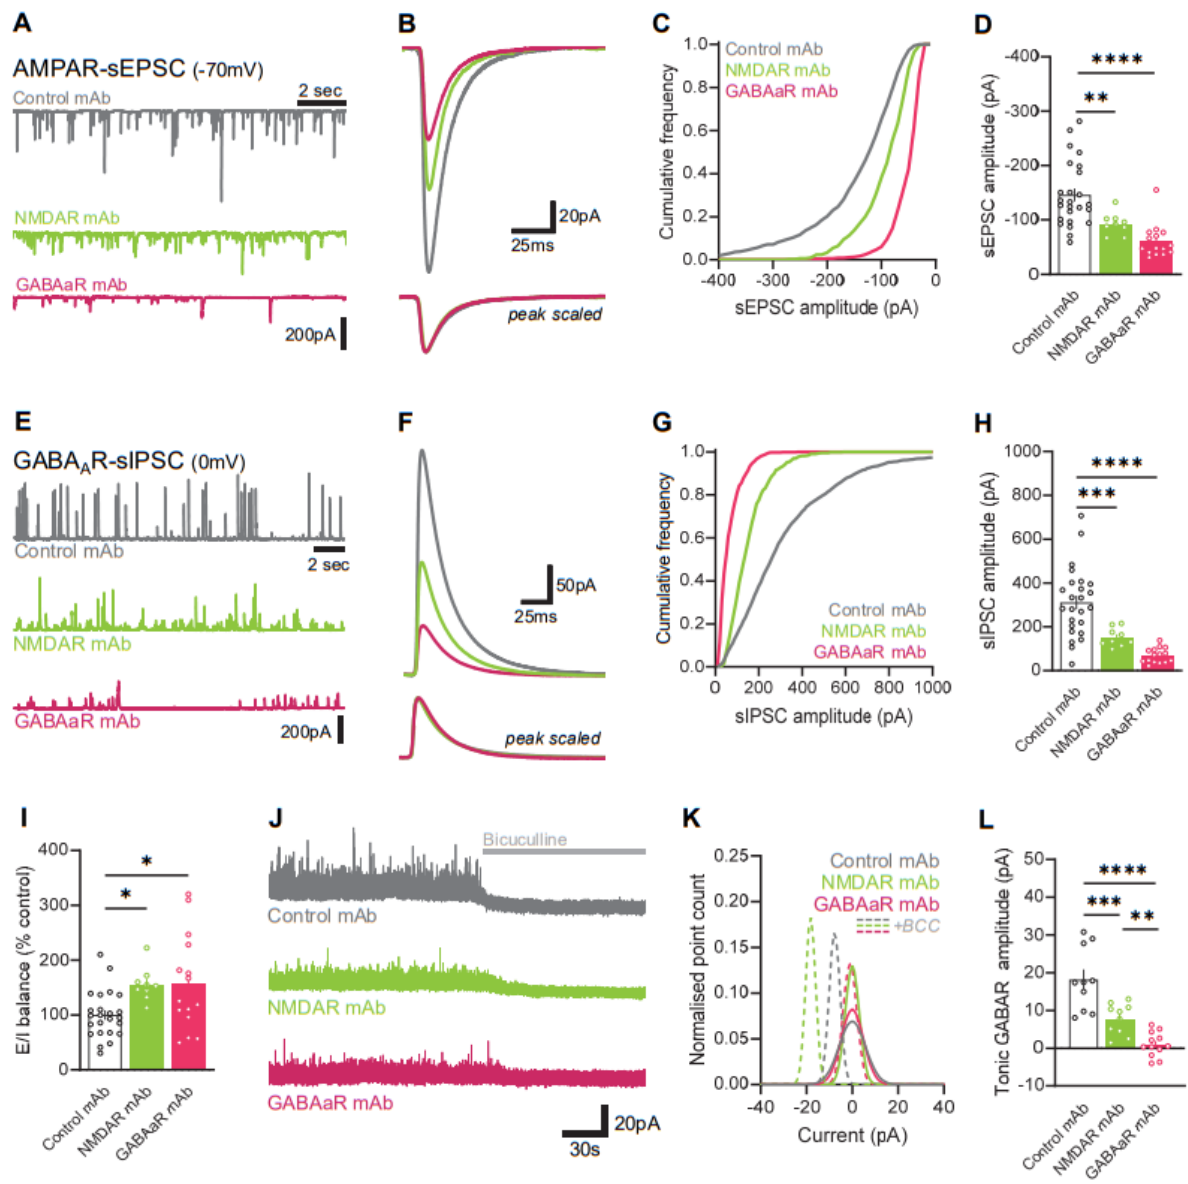 A
AMPAR-sEPSC (-70mV)
Control mAb
2 sec
NMDAR mAb
GABAaR mAb
200pA
B
20pA
25ms
peak scaled
C
Cumulative frequency
1.0
0.8
0.6
0.4
0.2
0.0
Control mAb
NMDAR mAb
GABAaR mAb
-400 -300 -200 -100 0
sEPSC amplitude (pA)
D
sEPSC amplitude (pA)
-400
-300
-200
-100
0
****
**
Control mAb
NMDAR mAb
GABAaR mAb
E
GABAAR-sIPSC (0mV)
Control mAb
2 sec
NMDAR mAb
GABAaR mAb
200pA
F
50pA
25ms
peak scaled
G
Cumulative frequency
1.0
0.8
0.6
0.4
0.2
0.0
Control mAb
NMDAR mAb
GABAaR mAb
0 200 400 600 800 1000
sIPSC amplitude (pA)
H
sIPSC amplitude (pA)
1000
800
600
400
200
0
****
***
Control mAb
NMDAR mAb
GABAaR mAb
I
E/I balance (% control)
400
300
200
100
0
*
*
Control mAb
NMDAR mAb
GABAaR mAb
J
Bicuculline
Control mAb
NMDAR mAb
GABAaR mAb
20pA
30s
K
Normalised point count
0.25
0.20
0.15
0.10
0.05
0.00
Control mAb
NMDAR mAb
GABAaR mAb
+BCC
-40 -20 0 20 40
Current (pA)
L
Tonic GABAR amplitude (pA)
50
40
30
20
10
0
-10
****
***
**
Control mAb
NMDAR mAb
GABAaR mAb